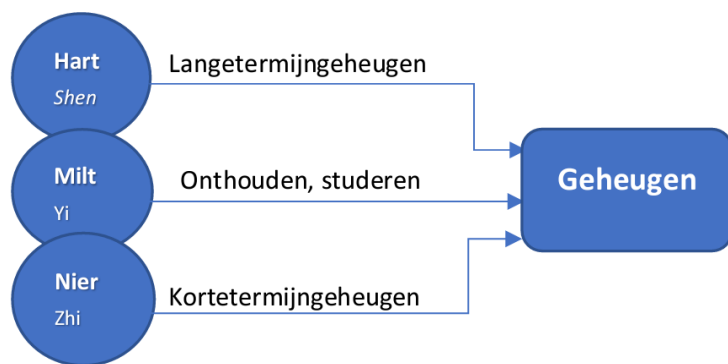 Hart
Shen
Langetermijngeheugen
Milt
Yi
Onthouden, studeren
Geheugen
Nier
Zhi
Kortetermijngeheugen